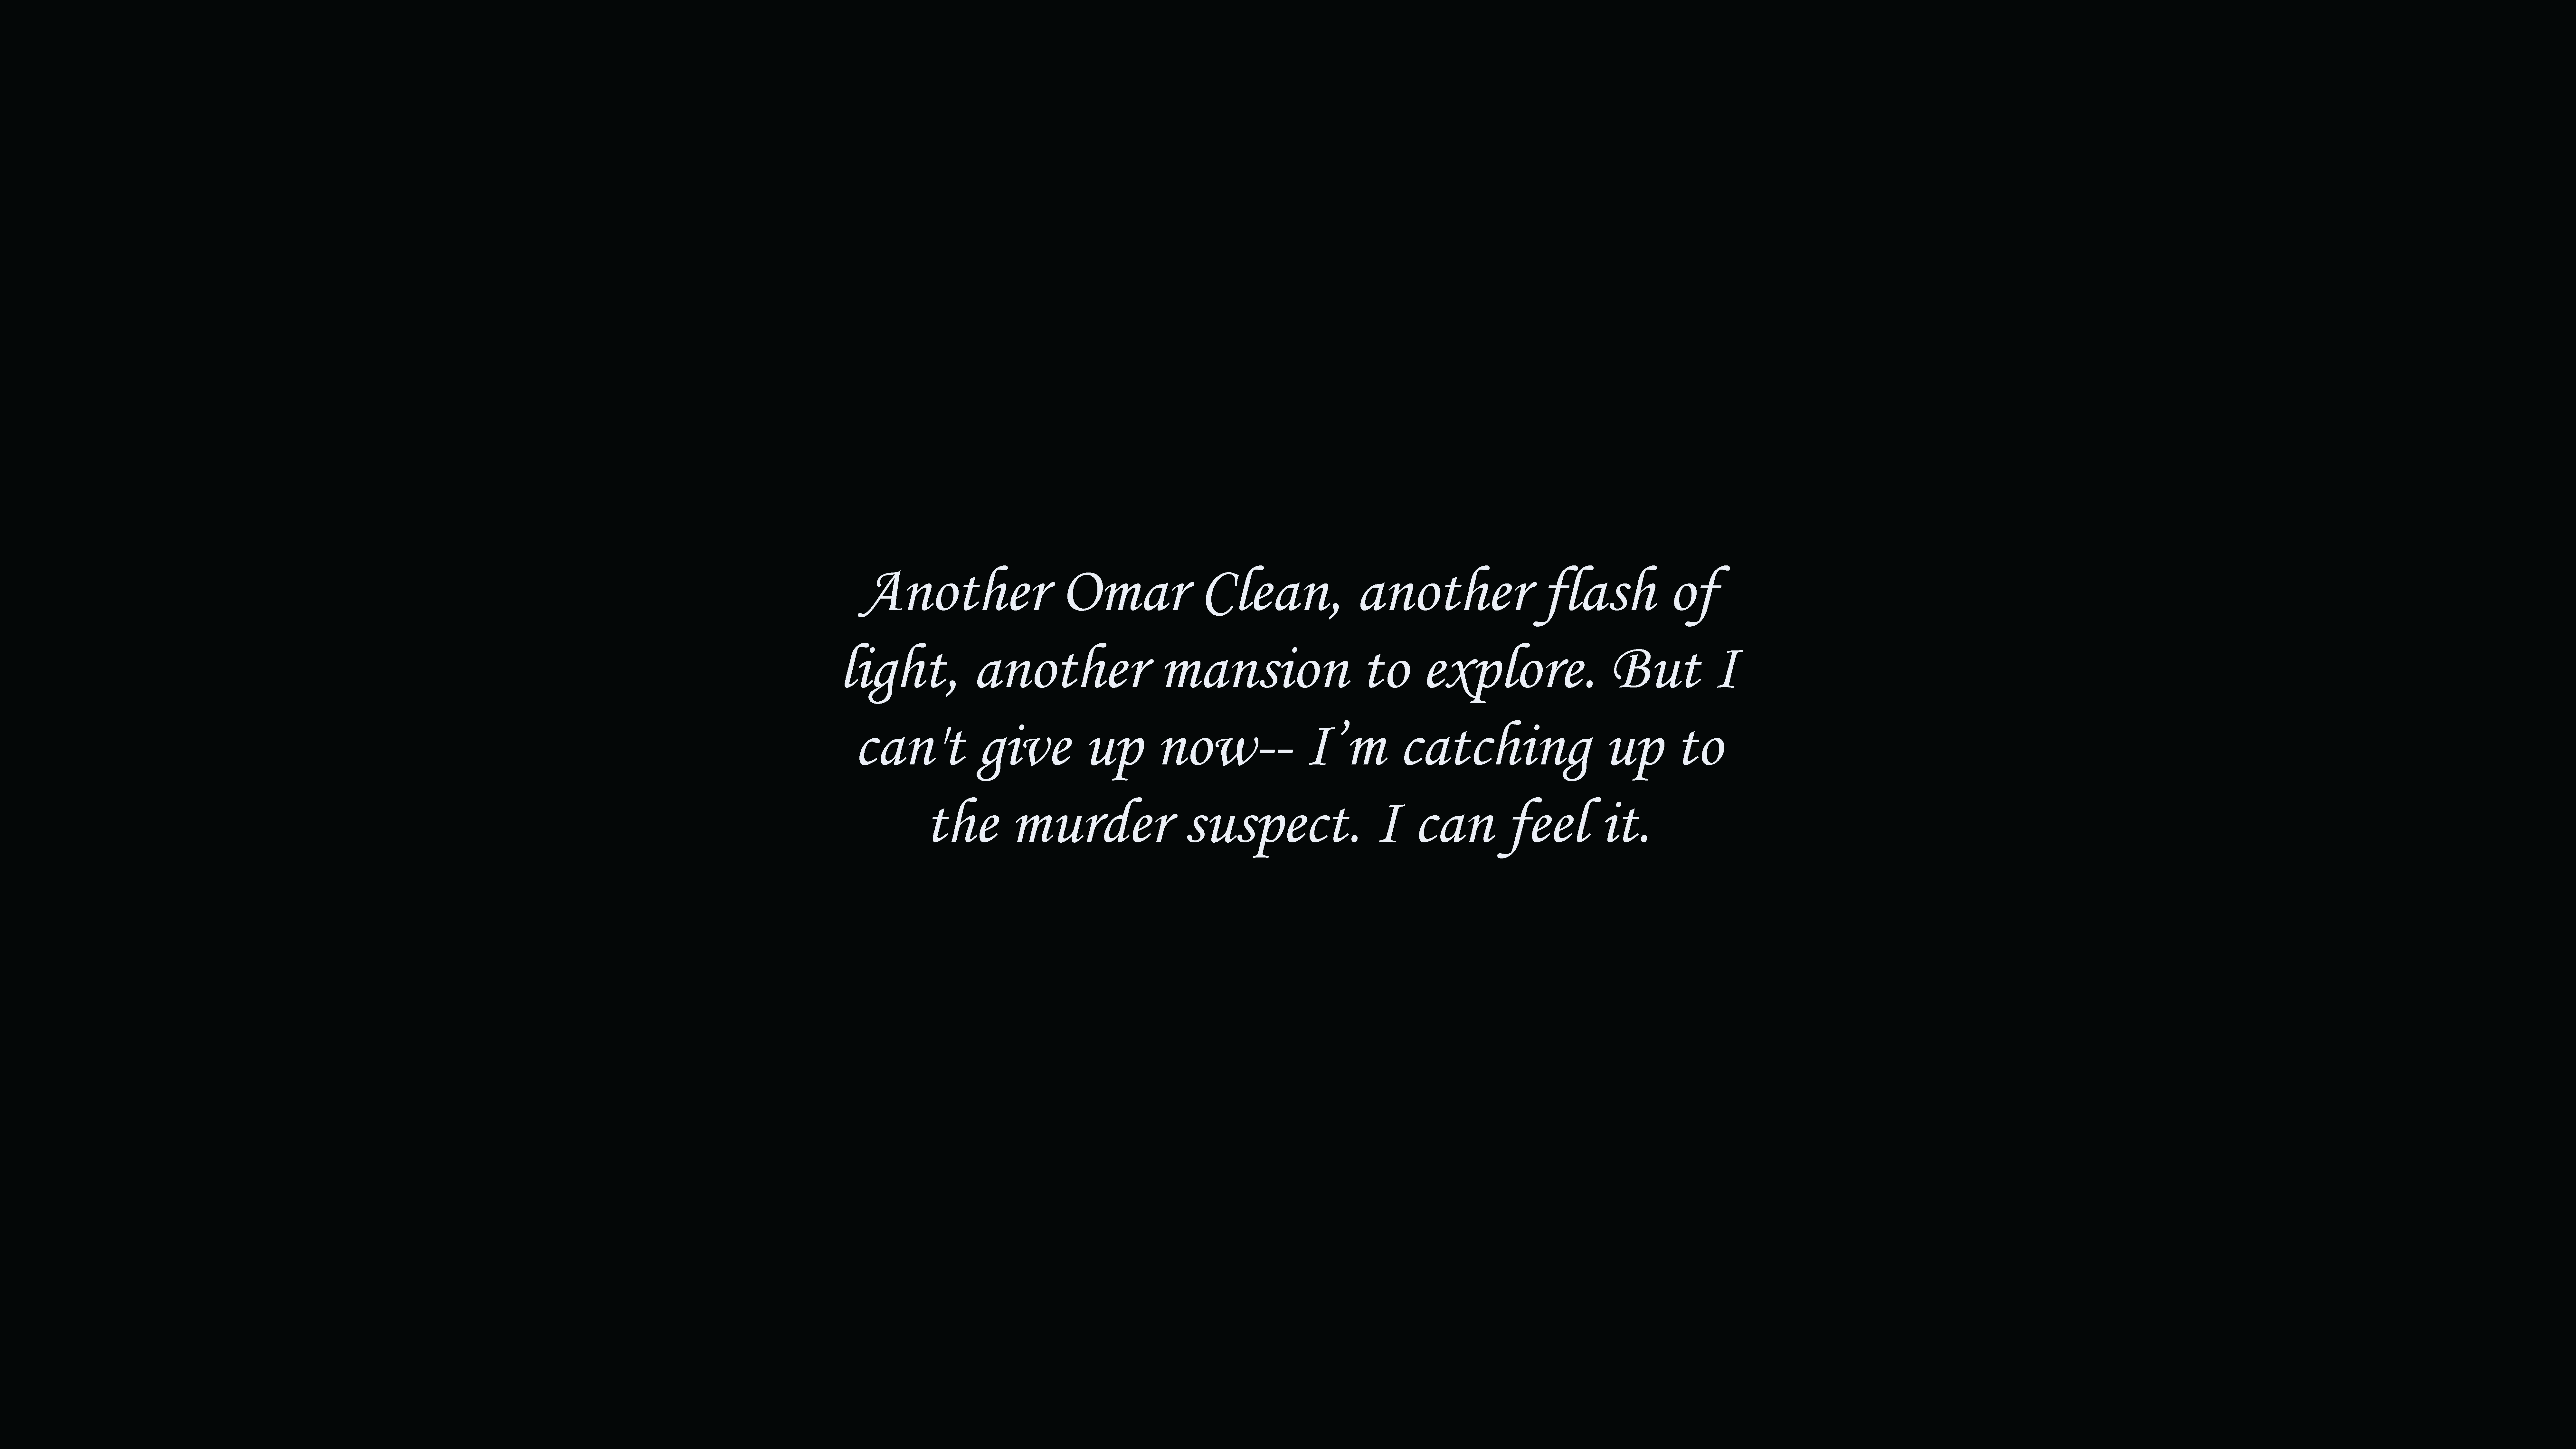 Another Omar Clean, another flash of
light, another mansion to explore. But I
can't give up now-- I’m catching up to
the murder suspect. I can feel it.